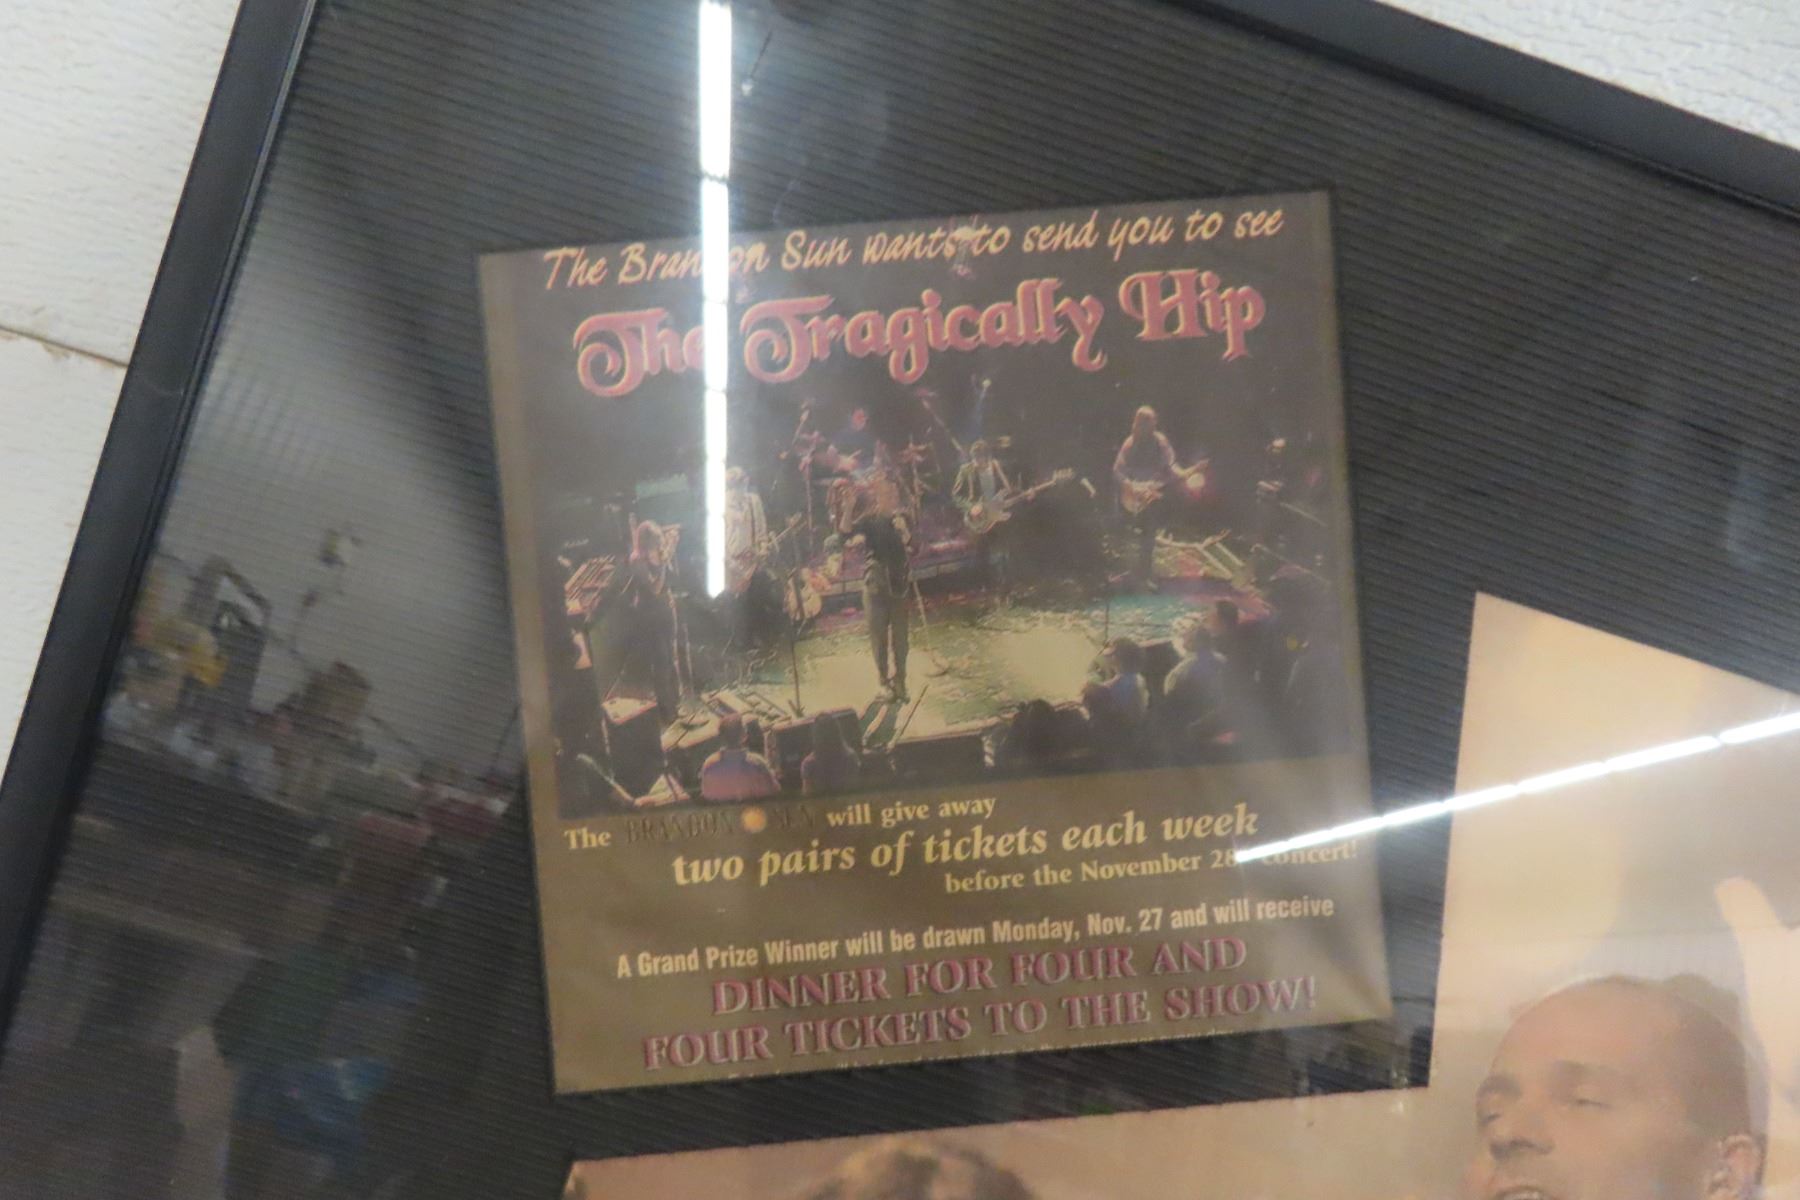 The Brandon Sun wants to send you to see
The Tragically Hip
The BRANDON SUN will give away
two pairs of tickets each week
before the November 28 concert!
A Grand Prize Winner will be drawn Monday, Nov. 27 and will receive
DINNER FOR FOUR AND
FOUR TICKETS TO THE SHOW!